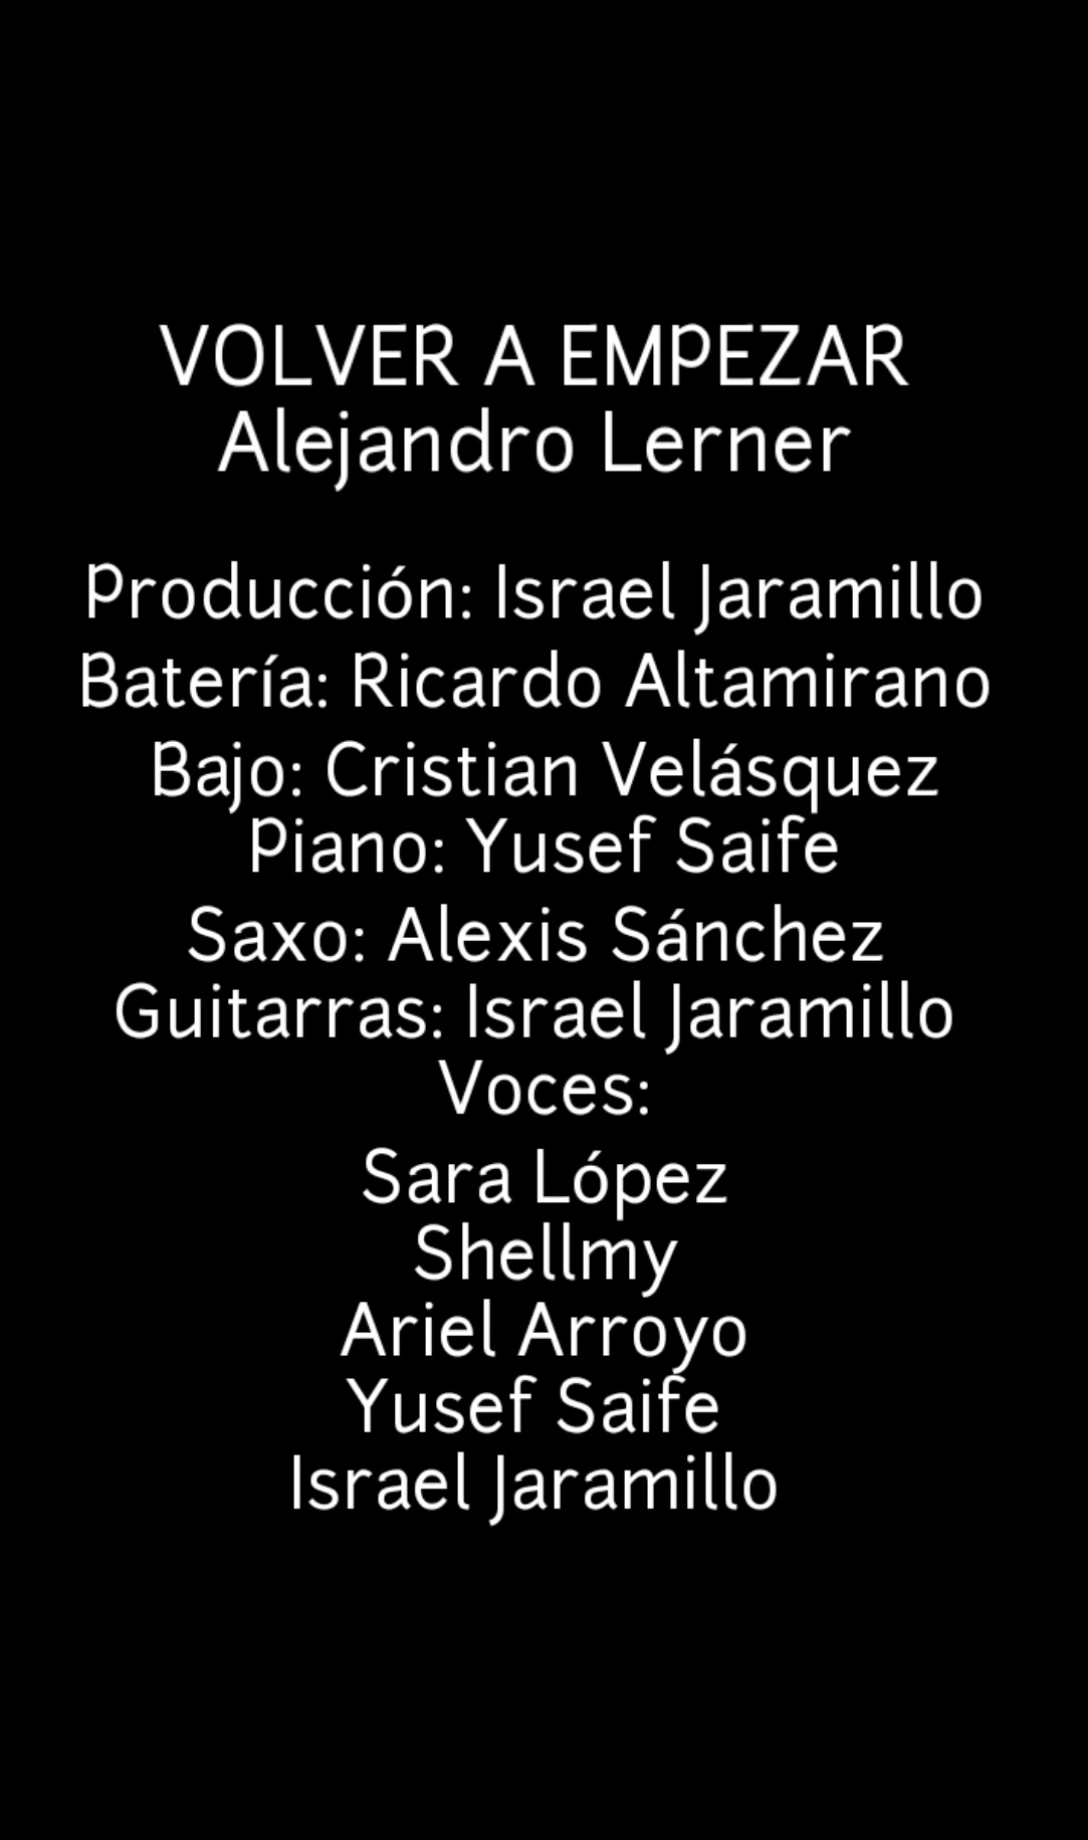 VOLVER A EMPEZAR
Alejandro Lerner
Producción: Israel Jaramillo
Batería: Ricardo Altamirano
Bajo: Cristian Velásquez
Piano: Yusef Saife
Saxo: Alexis Sánchez
Guitarras: Israel Jaramillo
Voces:
Sara López
Shellmy
Ariel Arroyo
Yusef Saife
Israel Jaramillo